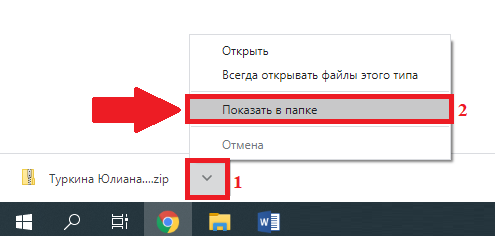 Открыть
Всегда открывать файлы этого типа
Показать в папке
2
Отмена
Туркина Юлиана....zip
1